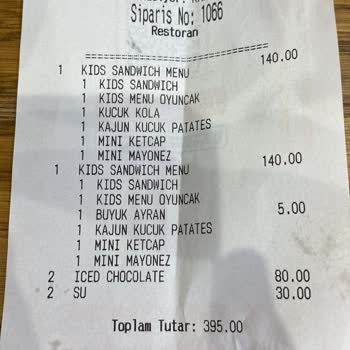 Siparis No: 1066
Restoran
============================
1 KIDS SANDWICH MENU 140.00
1 KIDS SANDWICH
1 KIDS MENU OYUNCAK
1 KUCUK KOLA
1 KAJUN KUCUK PATATES
1 MINI KETCAP
1 MINI MAYONEZ
1 KIDS SANDWICH MENU 140.00
1 KIDS SANDWICH
1 KIDS MENU OYUNCAK
1 BUYUK AYRAN 5.00
1 KAJUN KUCUK PATATES
1 MINI KETCAP
1 MINI MAYONEZ
2 ICED CHOCOLATE 80.00
2 SU 30.00
Toplam Tutar: 395.00